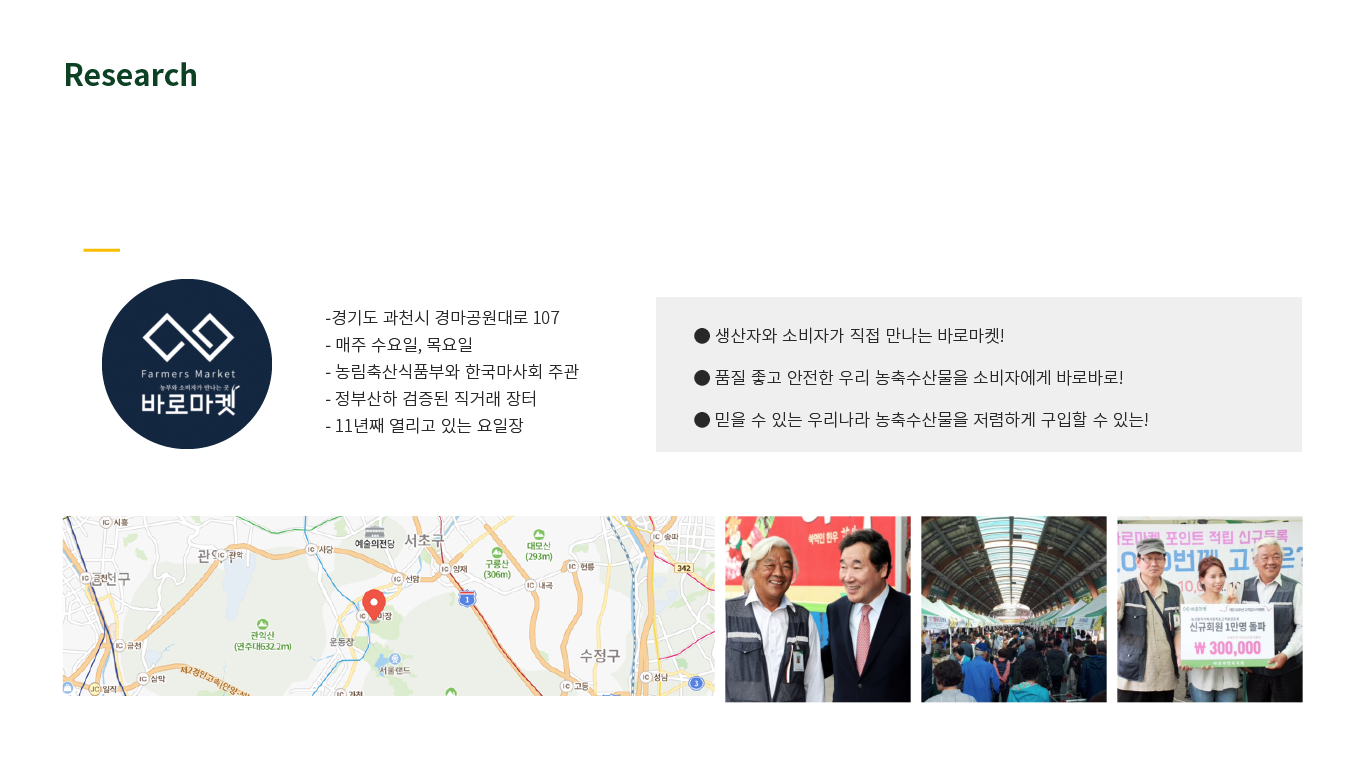 Research
Farmers Market
농부와 소비자가 만나는 곳
바로마켓
-경기도 과천시 경마공원대로 107
- 매주 수요일, 목요일
- 농림축산식품부와 한국마사회 주관
- 정부산하 검증된 직거래 장터
- 11년째 열리고 있는 요일장
● 생산자와 소비자가 직접 만나는 바로마켓!
● 품질 좋고 안전한 우리 농축수산물을 소비자에게 바로바로!
● 믿을 수 있는 우리나라 농축수산물을 저렴하게 구입할 수 있는!
IC 시흥
IC 관악
IC 사당
예술의전당
서초구
대모산
(293m)
구룡산
(306m)
IC 송파
342
IC 헌릉
IC 양재
IC 선암
IC 내곡
IC 금천
1
관악산
(연주대632.2m)
운동장
서울랜드
수정구
IC 성남
3
IC 고등
IC 과천
IC 삼막
JC 일직
제2경인고속(안양-성
석먹인 한우
바로마켓 포인트 적립 신규등록
신규회원 1만명 돌파
₩ 300,000